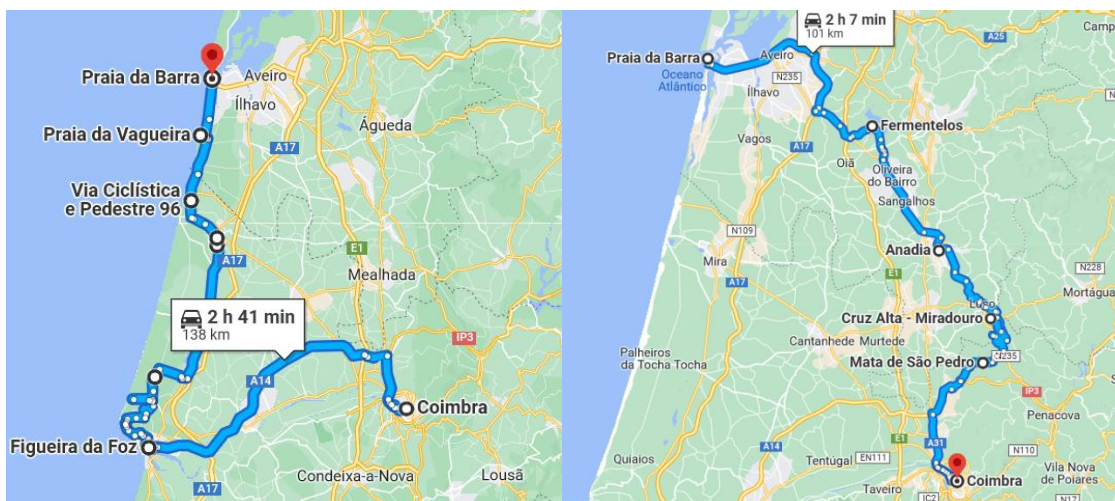 Praia da Barra
Aveiro
Ílhavo
Praia da Vagueira
Águeda
A17
Via Ciclística
e Pedestre 96
A17
E1
Mealhada
2 h 41 min
138 km
IP3
A14
Coimbra
Figueira da Foz
A17
Condeixa-a-Nova
Lousã
2 h 7 min
101 km
A25
Praia da Barra
Aveiro
N235
Oceano
Atlântico
Ílhavo
Fermentelos
Vagos
A17
Oiã
Oliveira
do Bairro
Sangalhos
N109
Anadia
Mira
E1
N228
A17
Luso
Mortágua
Cruz Alta - Miradouro
Cantanhede
Murtede
Palheiros
da Tocha
Tocha
Mata de São Pedro
N235
IP3
Penacova
A31
A14
E1
N110
Quiaios
Tentúgal
EN111
Vila Nova
de Poiares
Taveiro
Coimbra
IC2
N17